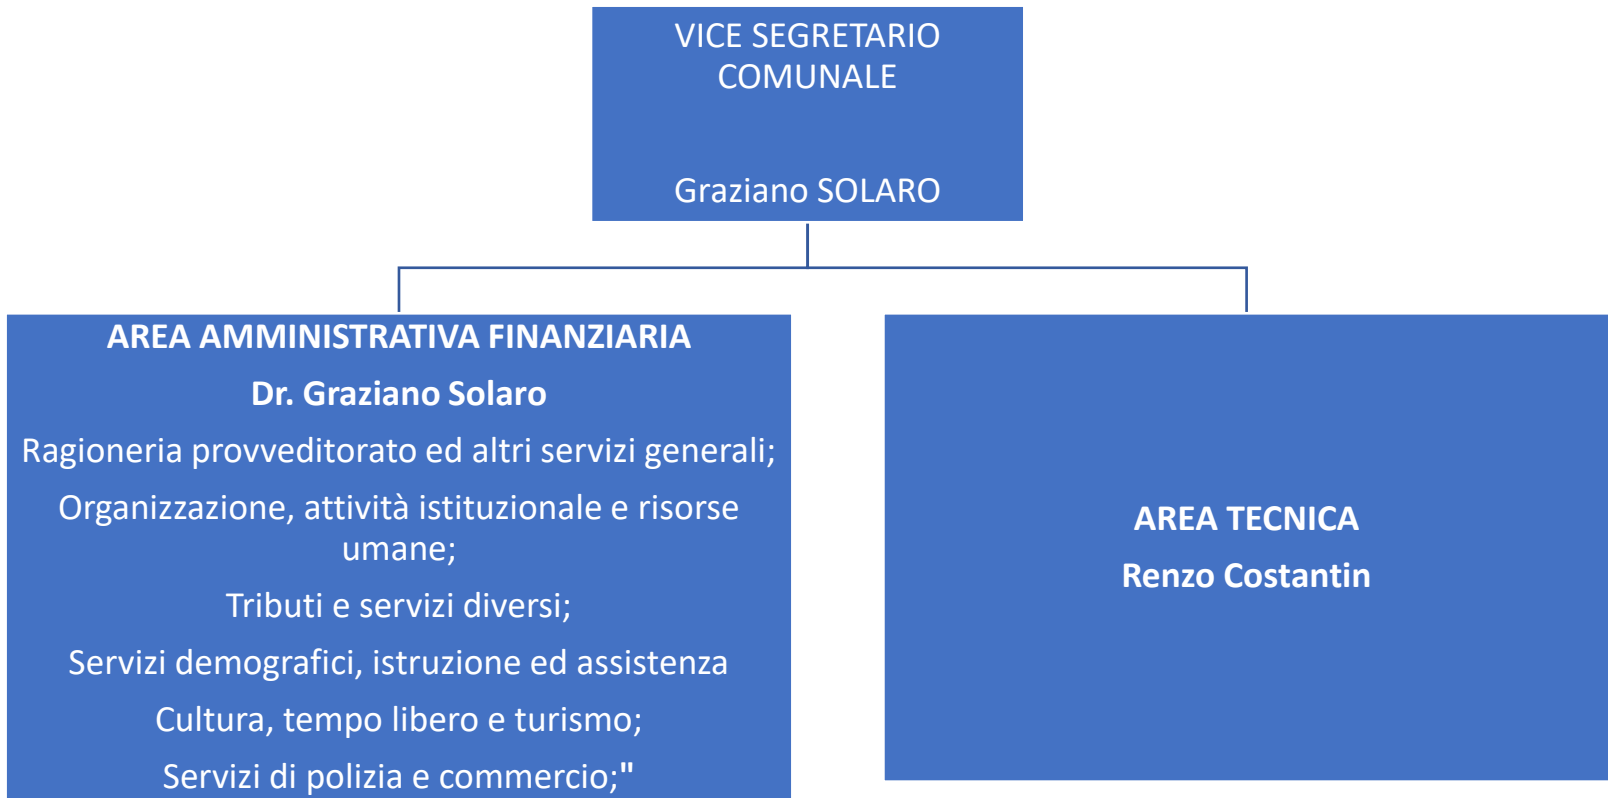 VICE SEGRETARIO
COMUNALE
Graziano SOLARO
AREA AMMINISTRATIVA FINANZIARIA
Dr. Graziano Solaro
Ragioneria provveditorato ed altri servizi generali;
Organizzazione, attività istituzionale e risorse
umane;
Tributi e servizi diversi;
Servizi demografici, istruzione ed assistenza
Cultura, tempo libero e turismo;
Servizi di polizia e commercio;"
AREA TECNICA
Renzo Costantin